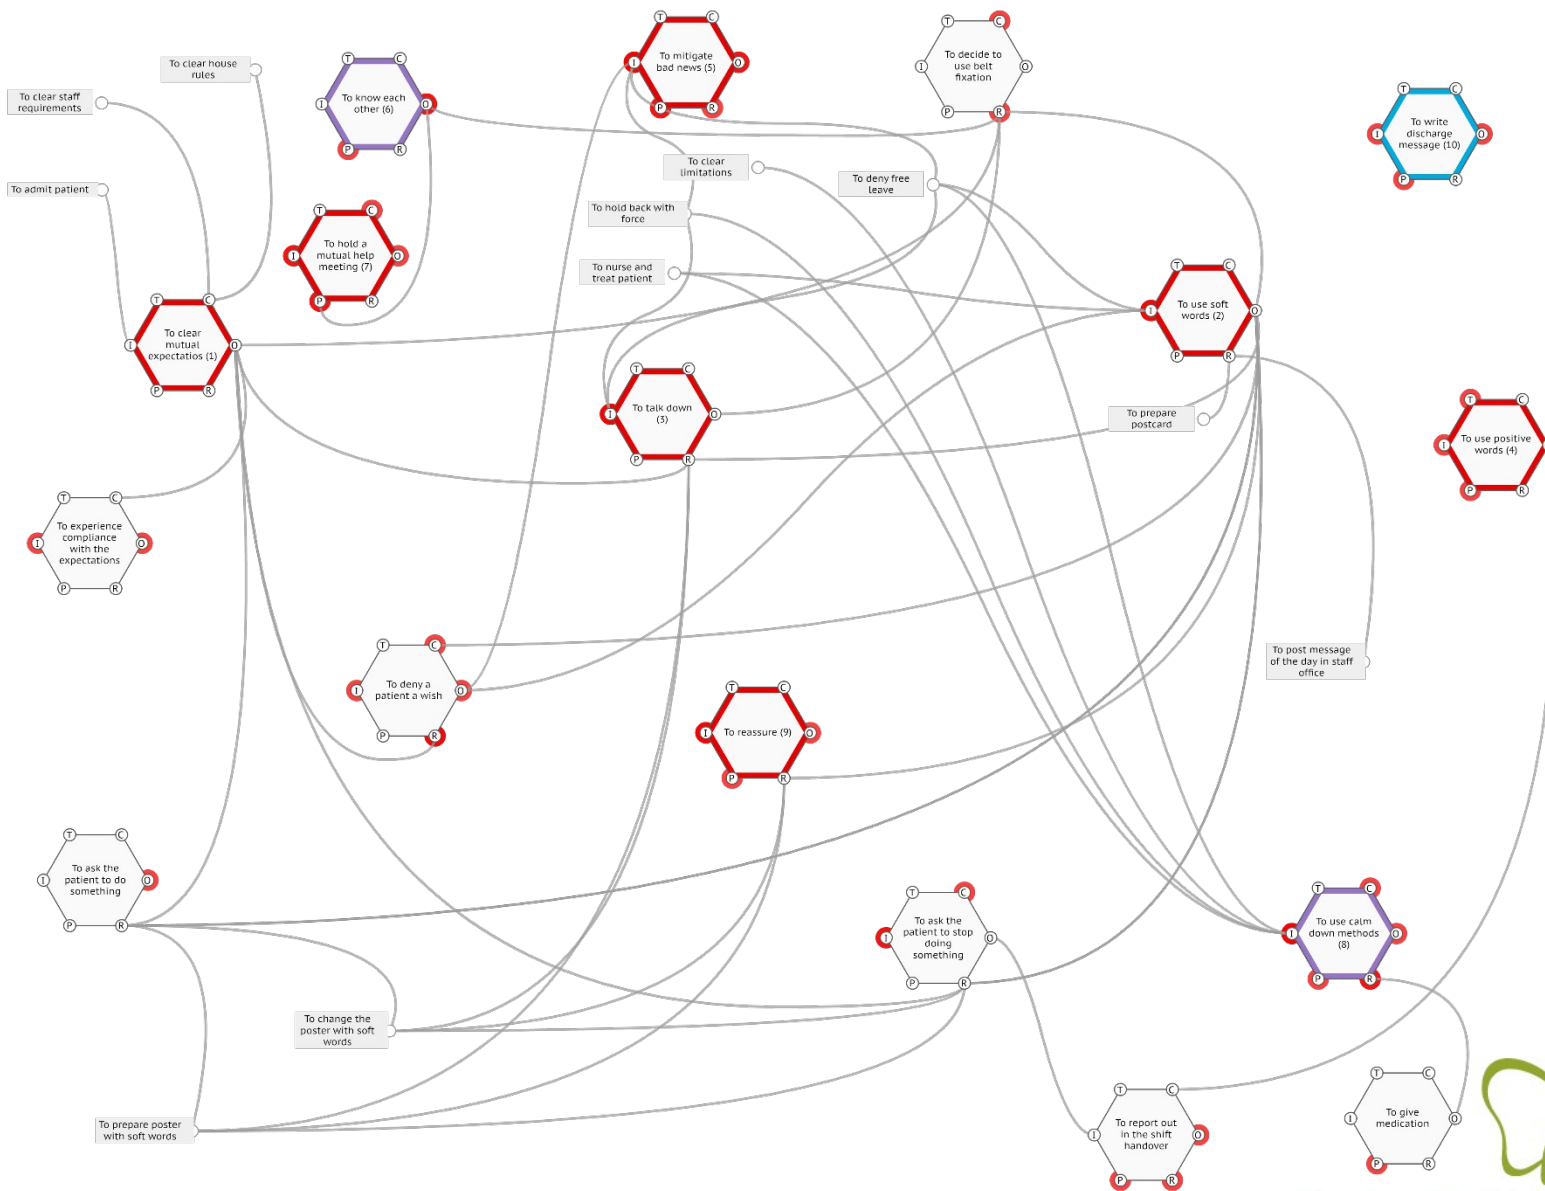 To clear house
rules
To clear staff
requirements
To admit patient
T C
To know each
I other (6) O
P R
T C
To mitigate
I bad news (5) O
P R
T C
To decide to
I use belt O
fixation
P R
T C
To write
I discharge O
message (10)
P R
To clear
limitations
To deny free
leave
To hold back with
force
To nurse and
treat patient
T C
To hold a
I mutual help O
meeting (7)
P R
T C
To clear
I mutual O
expectatios (1)
P R
T C
To use soft
I words (2) O
P R
T C
To talk down
I (3) O
P R
To prepare
postcard
T C
To use positive
I words (4)
P R
T C
To experience
compliance
I with the O
expectations
P R
T C
To deny a
I patient a wish O
P R
To post message
of the day in staff
office
T C
I To reassure (9) O
P R
T C
To ask the
I patient to do O
something
P R
T C
To ask the
I patient to stop O
doing
something
P R
T C
To use calm
I down methods O
(8)
P R
To change the
poster with soft
words
To prepare poster
with soft words
T C
To report out
I in the shift O
handover
P R
T C
To give
I medication O
P R